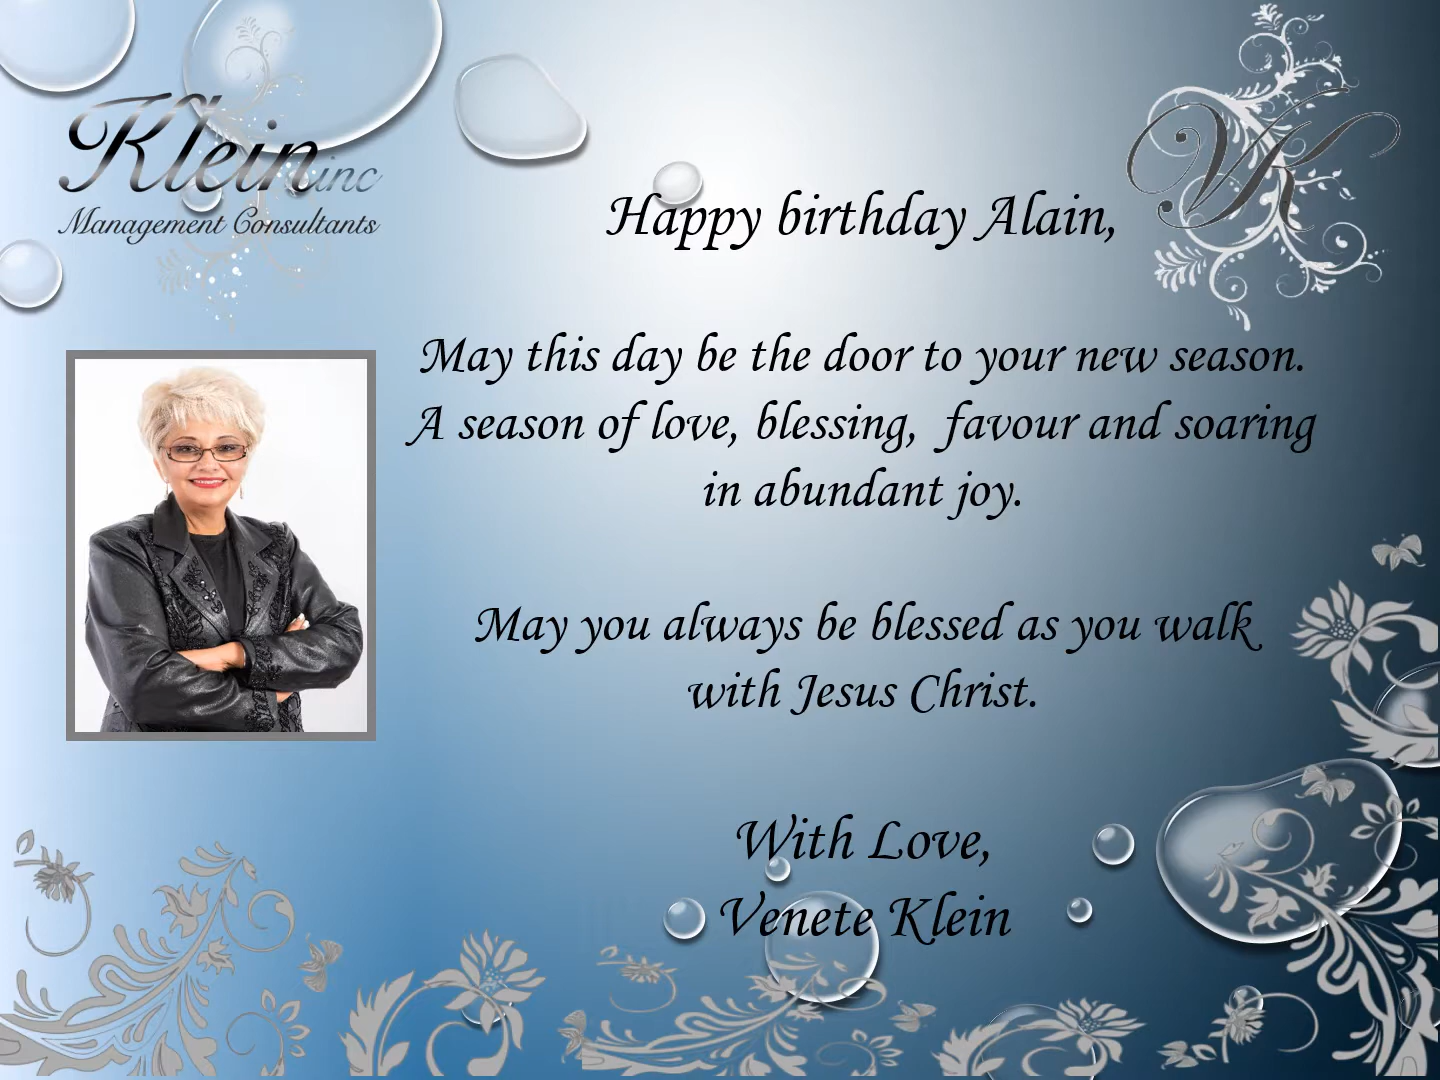 Klein inc
Management Consultants
VK
Happy birthday Alain,
May this day be the door to your new season.
A season of love, blessing,  favour and soaring
in abundant joy.
May you always be blessed as you walk
with Jesus Christ.
With Love,
Venete Klein